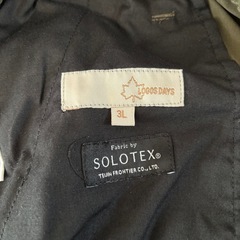 LOGOS DAYS
3L
Fabric by
SOLOTEX®
TEIJIN FRONTIER CO., LTD.